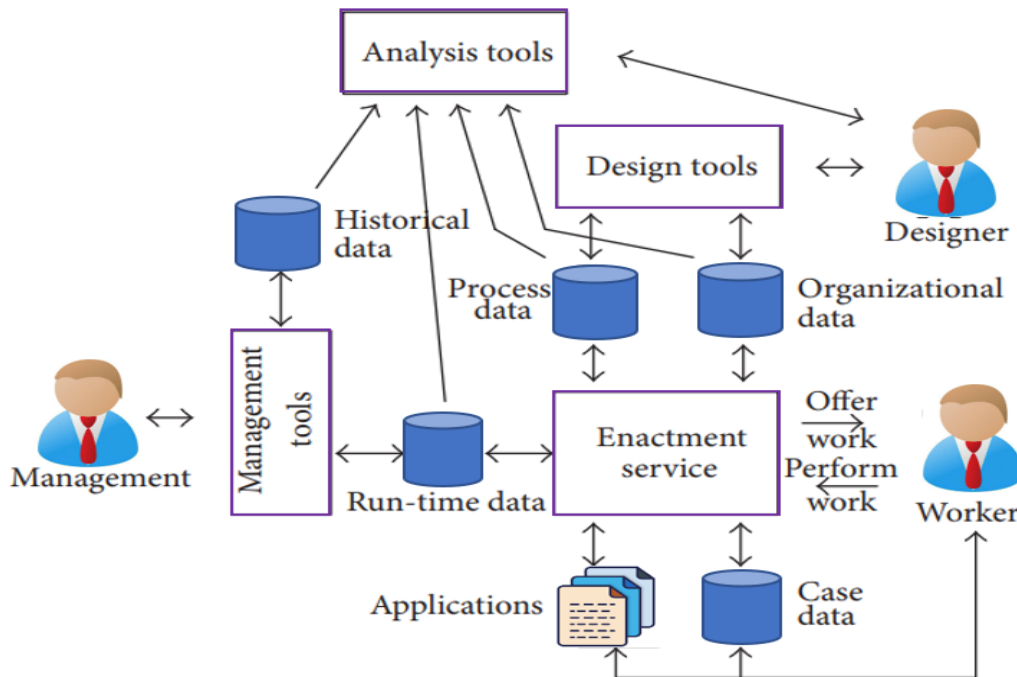 Analysis tools
Design tools
Designer
Historical
data
Process
data
Organizational
data
Management
tools
Management
Run-time data
Enactment
service
Offer
work
Perform
work
Worker
Applications
Case
data